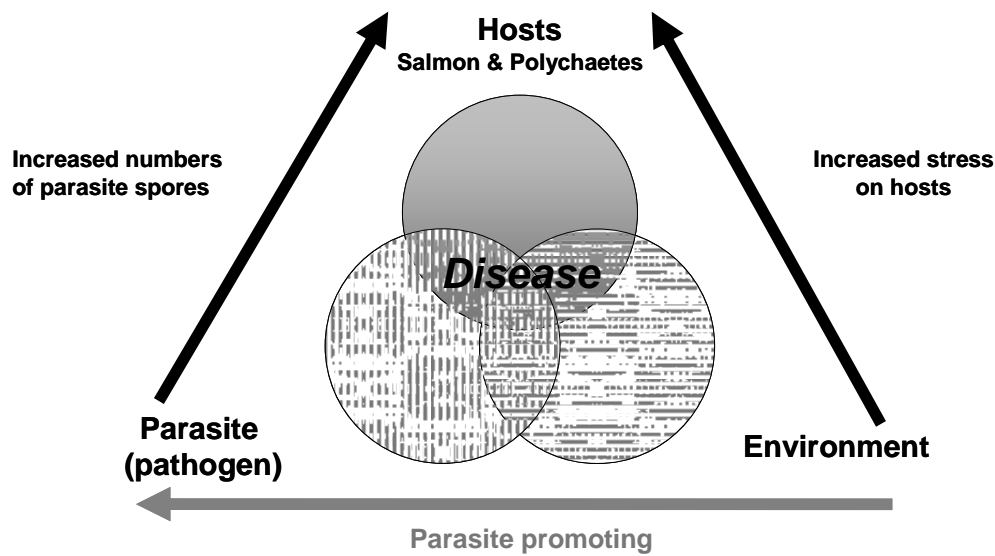 Hosts
Salmon & Polychaetes
Increased numbers
of parasite spores
Increased stress
on hosts
Disease
Parasite
(pathogen)
Environment
Parasite promoting